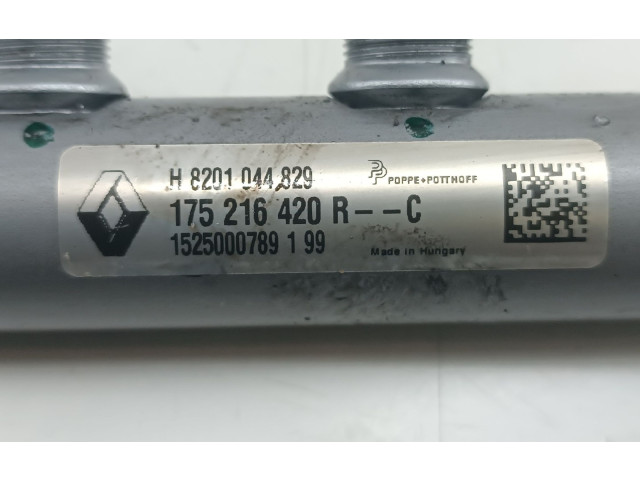 H 8201 044 829
POPPE+POTTHOFF
175 216 420 R--C
1525000789 1 99
Made in Hungary